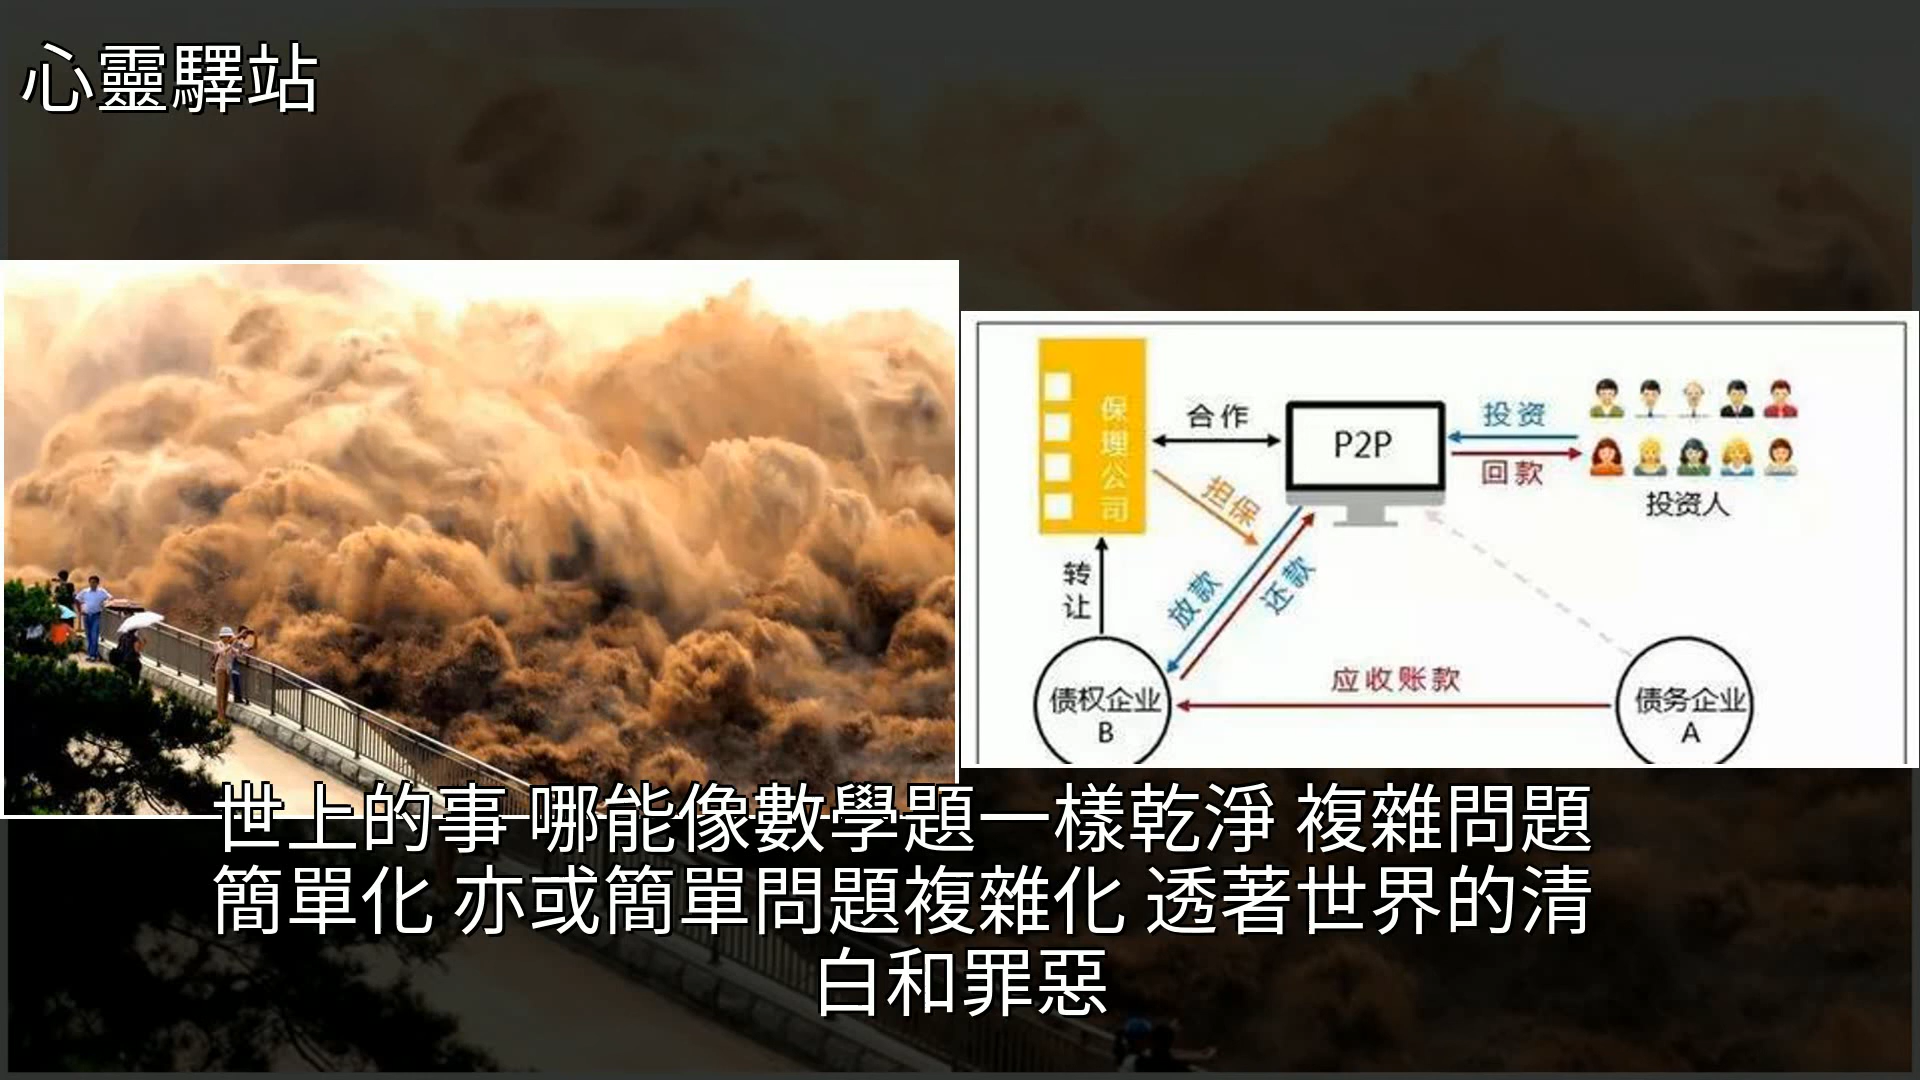 心靈驛站
保理公司
合作
P2P
投资
回款
投资人
担保
转让
放款
还款
应收账款
债权企业
B
债务企业
A
世上的事 哪能像數學題一樣乾淨 複雜問題
簡單化 亦或簡單問題複雜化 透著世界的清
白和罪惡